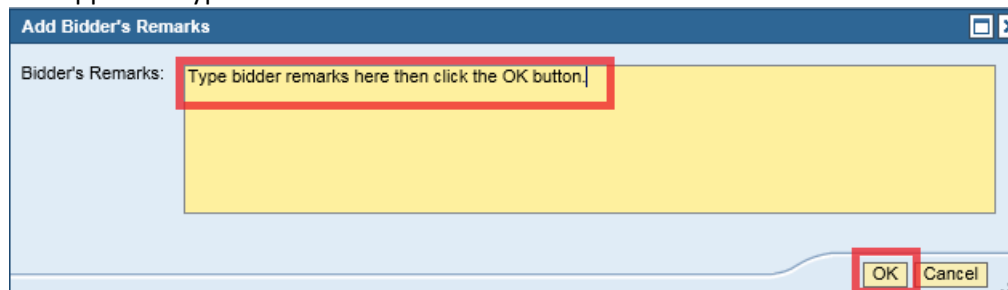 Add Bidder's Remarks
Bidder's Remarks:
Type bidder remarks here then click the OK button.
OK Cancel